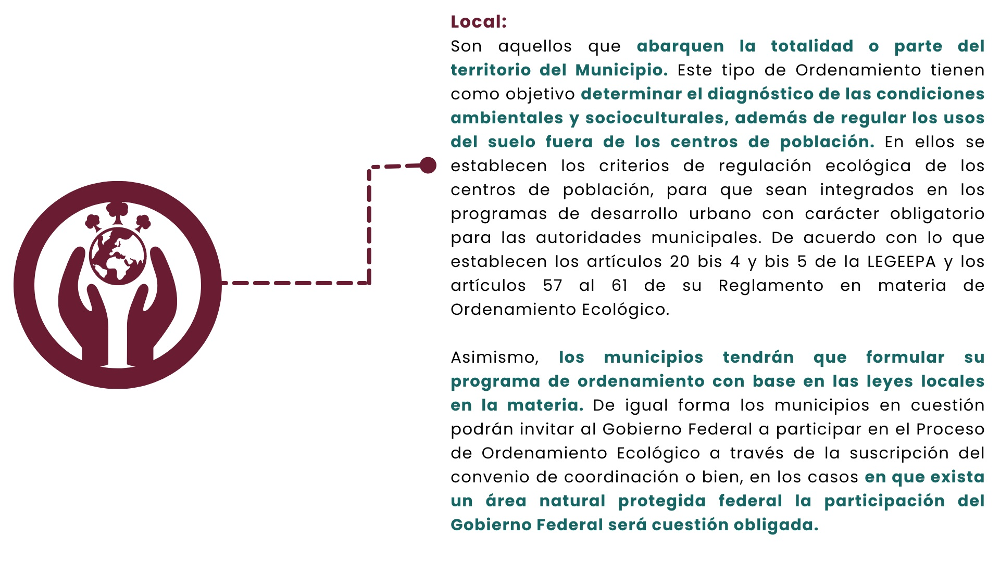 Local:
Son aquellos que abarquen la totalidad o parte del
territorio del Municipio. Este tipo de Ordenamiento tienen
como objetivo determinar el diagnóstico de las condiciones
ambientales y socioculturales, además de regular los usos
del suelo fuera de los centros de población. En ellos se
establecen los criterios de regulación ecológica de los
centros de población, para que sean integrados en los
programas de desarrollo urbano con carácter obligatorio
para las autoridades municipales. De acuerdo con lo que
establecen los artículos 20 bis 4 y bis 5 de la LEGEEPA y los
artículos 57 al 61 de su Reglamento en materia de
Ordenamiento Ecológico.
Asimismo, los municipios tendrán que formular su
programa de ordenamiento con base en las leyes locales
en la materia. De igual forma los municipios en cuestión
podrán invitar al Gobierno Federal a participar en el Proceso
de Ordenamiento Ecológico a través de la suscripción del
convenio de coordinación o bien, en los casos en que exista
un área natural protegida federal la participación del
Gobierno Federal será cuestión obligada.